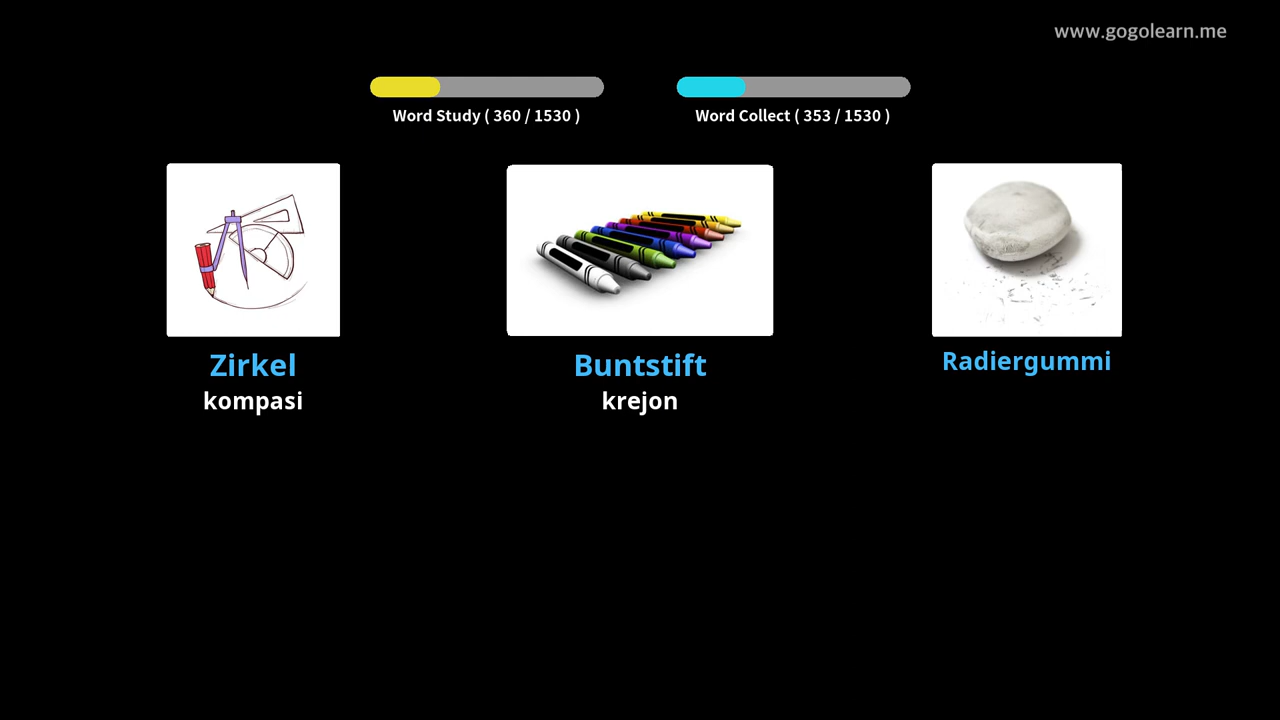 www.gogolearn.me
Word Study ( 360 / 1530 )
Word Collect ( 353 / 1530 )
Zirkel
kompasi
Buntstift
krejon
Radiergummi